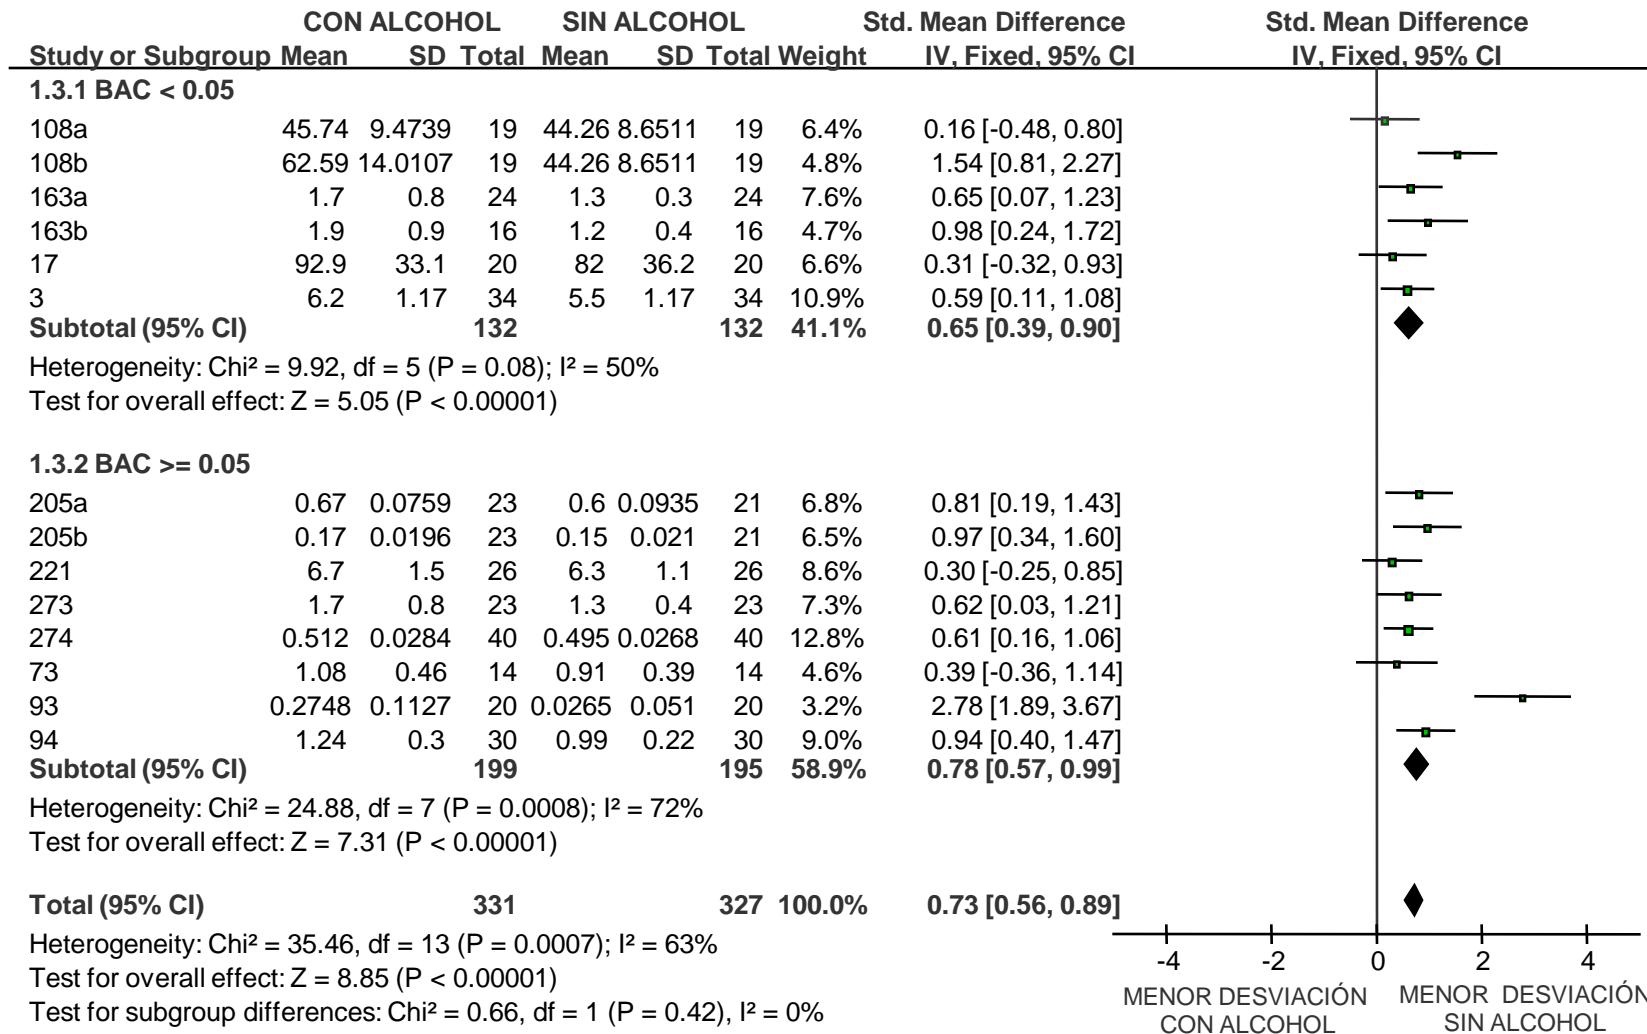 CON ALCOHOL SIN ALCOHOL Std. Mean Difference Std. Mean Difference
Study or Subgroup Mean SD Total Mean SD Total Weight IV, Fixed, 95% CI IV, Fixed, 95% CI
1.3.1 BAC < 0.05
108a 45.74 9.4739 19 44.26 8.6511 19 6.4% 0.16 [-0.48, 0.80]
108b 62.59 14.0107 19 44.26 8.6511 19 4.8% 1.54 [0.81, 2.27]
163a 1.7 0.8 24 1.3 0.3 24 7.6% 0.65 [0.07, 1.23]
163b 1.9 0.9 16 1.2 0.4 16 4.7% 0.98 [0.24, 1.72]
17 92.9 33.1 20 82 36.2 20 6.6% 0.31 [-0.32, 0.93]
3 6.2 1.17 34 5.5 1.17 34 10.9% 0.59 [0.11, 1.08]
Subtotal (95% CI) 132 132 41.1% 0.65 [0.39, 0.90]
Heterogeneity: Chi² = 9.92, df = 5 (P = 0.08); I² = 50%
Test for overall effect: Z = 5.05 (P < 0.00001)
1.3.2 BAC >= 0.05
205a 0.67 0.0759 23 0.6 0.0935 21 6.8% 0.81 [0.19, 1.43]
205b 0.17 0.0196 23 0.15 0.021 21 6.5% 0.97 [0.34, 1.60]
221 6.7 1.5 26 6.3 1.1 26 8.6% 0.30 [-0.25, 0.85]
273 1.7 0.8 23 1.3 0.4 23 7.3% 0.62 [0.03, 1.21]
274 0.512 0.0284 40 0.495 0.0268 40 12.8% 0.61 [0.16, 1.06]
73 1.08 0.46 14 0.91 0.39 14 4.6% 0.39 [-0.36, 1.14]
93 0.2748 0.1127 20 0.0265 0.051 20 3.2% 2.78 [1.89, 3.67]
94 1.24 0.3 30 0.99 0.22 30 9.0% 0.94 [0.40, 1.47]
Subtotal (95% CI) 199 195 58.9% 0.78 [0.57, 0.99]
Heterogeneity: Chi² = 24.88, df = 7 (P = 0.0008); I² = 72%
Test for overall effect: Z = 7.31 (P < 0.00001)
Total (95% CI) 331 327 100.0% 0.73 [0.56, 0.89]
Heterogeneity: Chi² = 35.46, df = 13 (P = 0.0007); I² = 63%
Test for overall effect: Z = 8.85 (P < 0.00001)
Test for subgroup differences: Chi² = 0.66, df = 1 (P = 0.42), I² = 0%
-4 -2 0 2 4
MENOR DESVIACIÓN MENOR DESVIACIÓN
CON ALCOHOL SIN ALCOHOL